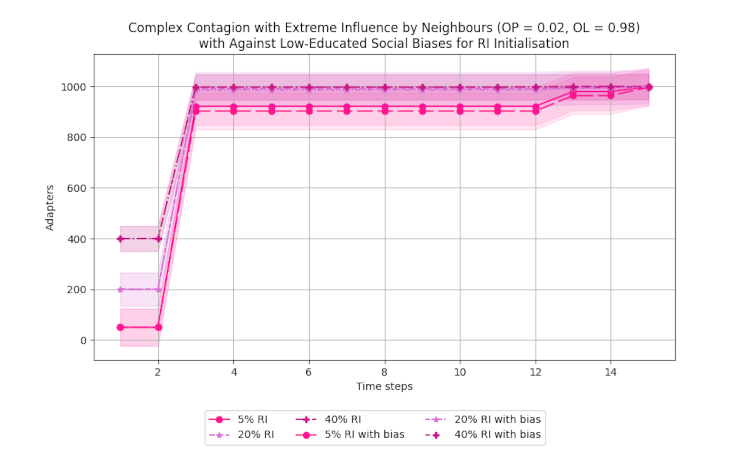 Complex Contagion with Extreme Influence by Neighbours (OP = 0.02, OL = 0.98)
with Against Low-Educated Social Biases for RI Initialisation
1000
800
600
400
200
0
Adapters
2 4 6 8 10 12 14
Time steps
5% RI 40% RI 20% RI with bias
20% RI 5% RI with bias 40% RI with bias